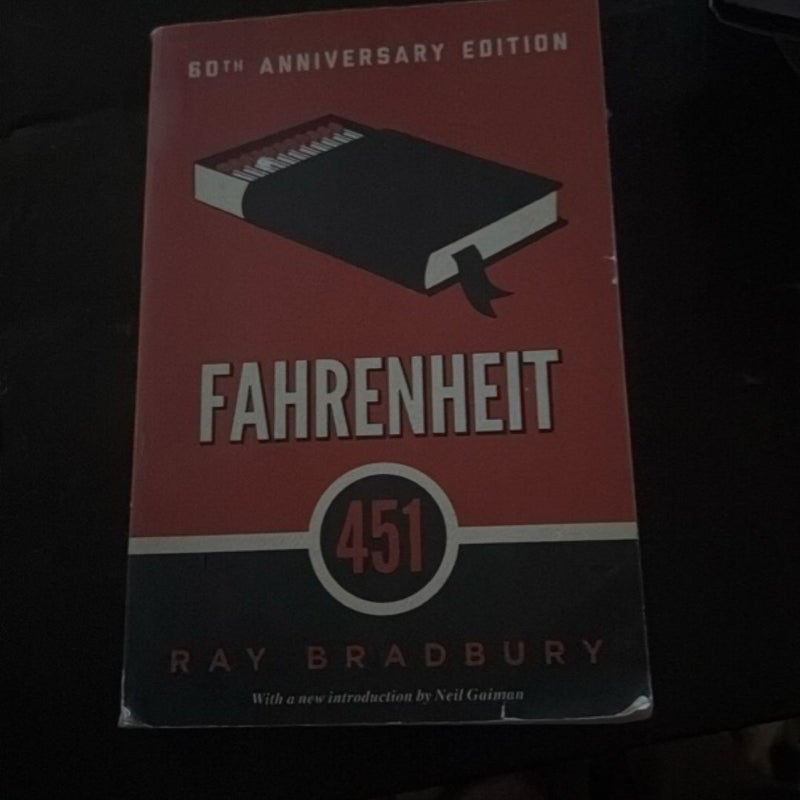 60TH ANNIVERSARY EDITION
FAHRENHEIT
451
RAY BRADBURY
With a new introduction by Neil Gaiman